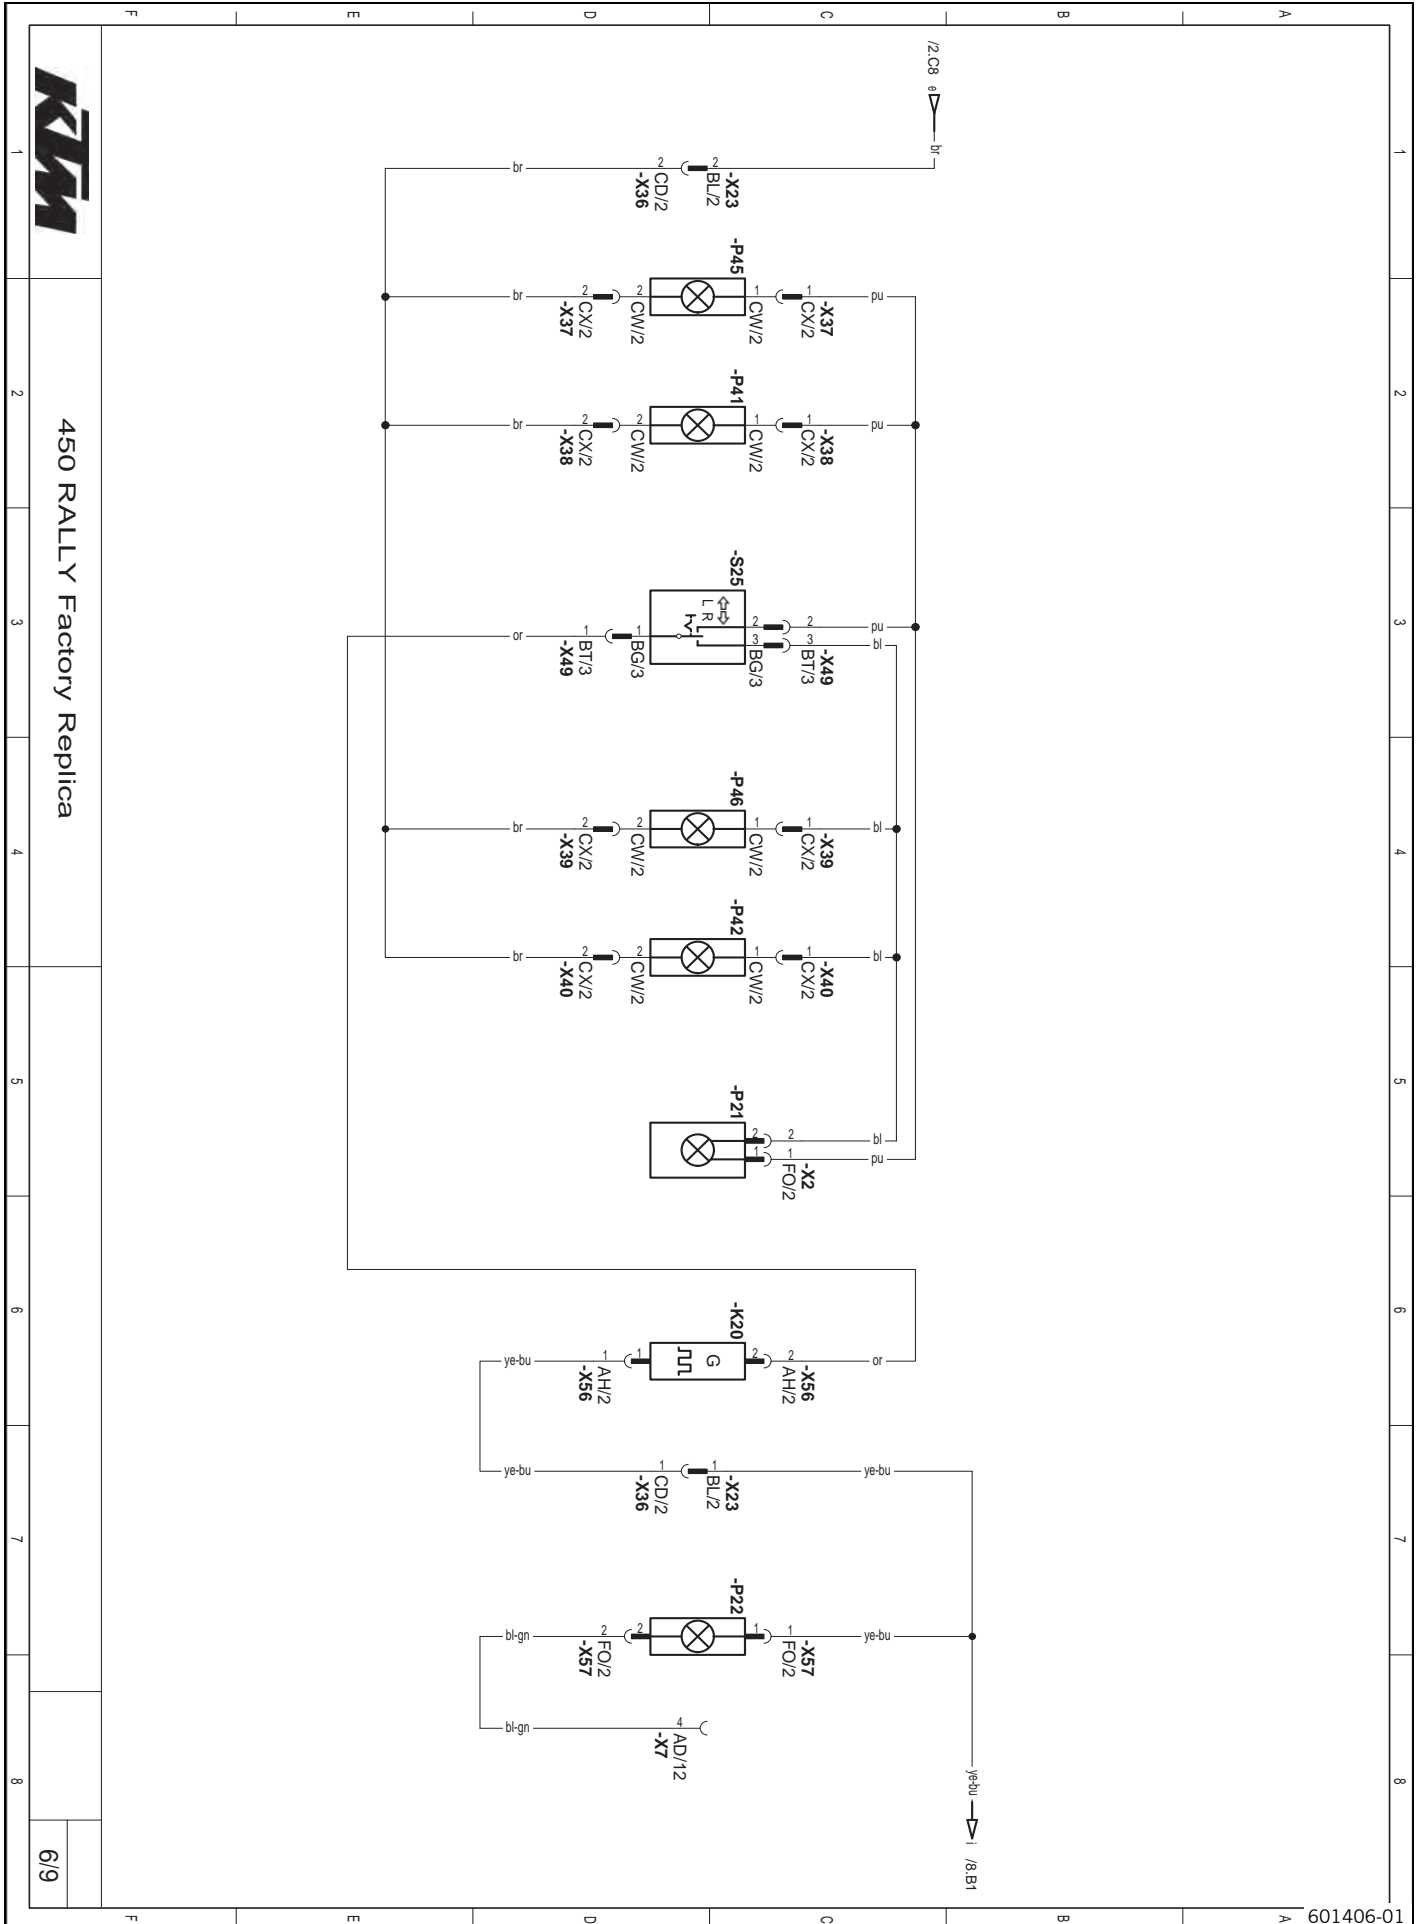 A
B
C
D
E
F
1
2
3
4
5
6
7
8
/2.C8
e
br
2
BL/2
-X23
2
CD/2
-X36
br
pu
1
CX/2
-X37
1
CW/2
-P45
2
CW/2
2
CX/2
-X37
br
pu
1
CX/2
-X38
1
CW/2
-P41
2
CW/2
2
CX/2
-X38
br
pu
bl
2
3
BT/3
-X49
2
3
BG/3
-S25
L R
1
BG/3
1
BT/3
-X49
or
bl
1
CX/2
-X39
1
CW/2
-P46
2
CW/2
2
CX/2
-X39
br
bl
1
CX/2
-X40
1
CW/2
-P42
2
CW/2
2
CX/2
-X40
br
bl
pu
2
1
FO/2
-X2
2
1
-P21
or
2
AH/2
-X56
2
-K20
G
1
1
AH/2
-X56
ye-bu
ye-bu
1
BL/2
-X23
1
CD/2
-X36
ye-bu
ye-bu
1
FO/2
-X57
1
-P22
2
2
FO/2
-X57
bl-gn
4
AD/12
-X7
bl-gn
ye-bu
i
/8.B1
1
2
3
4
5
6
7
8
A
B
C
D
E
F
KTM
450 RALLY Factory Replica
6/9
601406-01